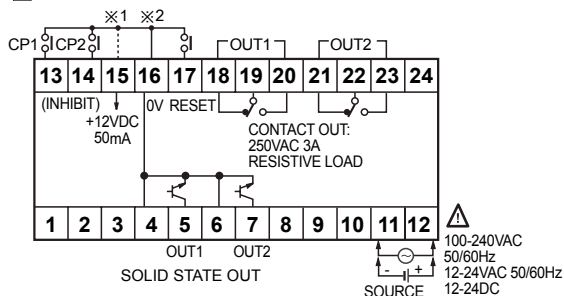 ※1 ※2
CP1 CP2 OUT1 OUT2
13 14 15 16 17 18 19 20 21 22 23 24
(INHIBIT) 0V RESET
+12VDC
50mA
CONTACT OUT:
250VAC 3A
RESISTIVE LOAD
1 2 3 4 5 6 7 8 9 10 11 12
OUT1 OUT2
SOLID STATE OUT
100-240VAC
50/60Hz
12-24VAC 50/60Hz
12-24DC
- +
SOURCE